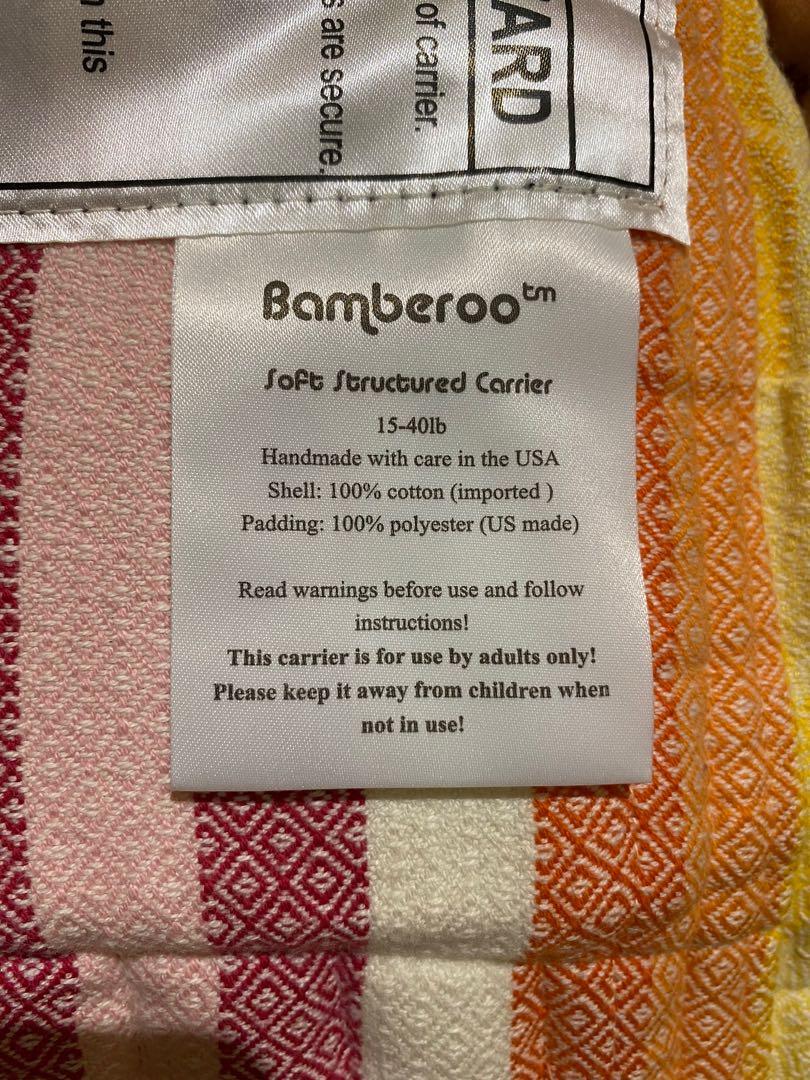 ARD
of carrier.
s are secure.
this
Bamberoo™
Soft Structured Carrier
15-40lb
Handmade with care in the USA
Shell: 100% cotton (imported )
Padding: 100% polyester (US made)
Read warnings before use and follow
instructions!
This carrier is for use by adults only!
Please keep it away from children when
not in use!